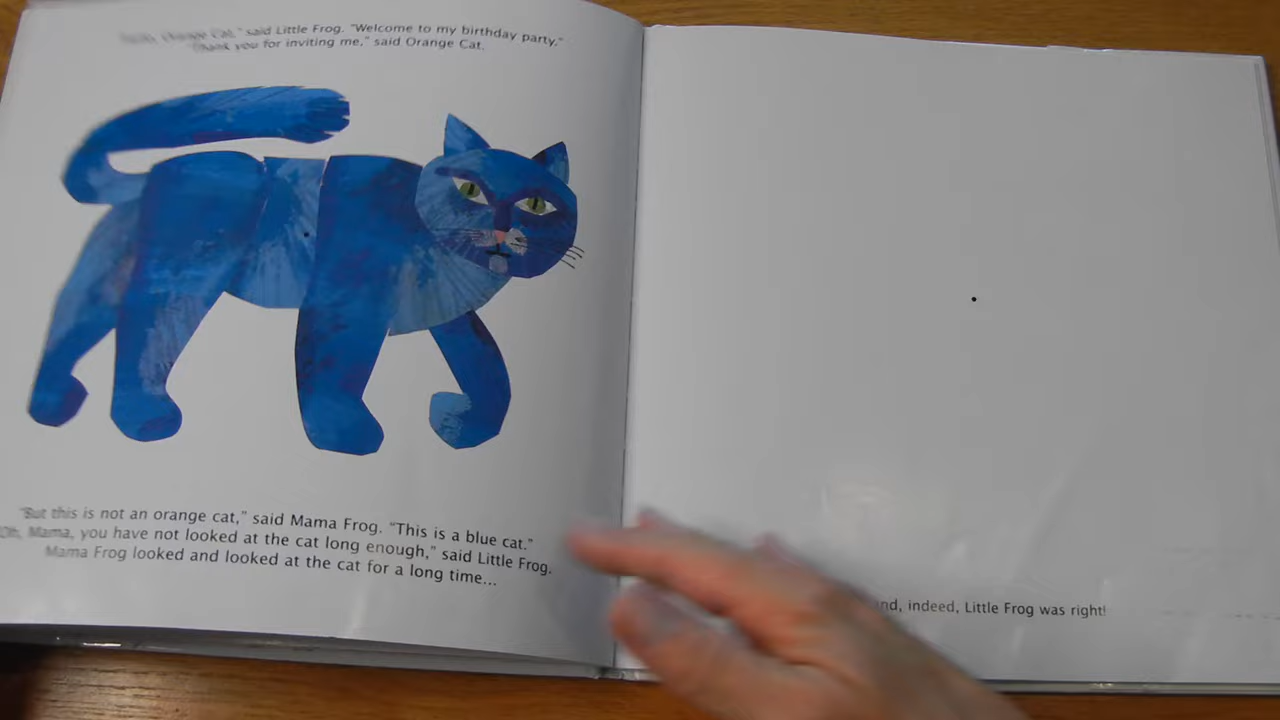 Orange Cat," said Little Frog. "Welcome to my birthday party."
"Thank you for inviting me," said Orange Cat.
"But this is not an orange cat," said Mama Frog. "This is a blue cat."
"Oh, Mama, you have not looked at the cat long enough," said Little Frog.
Mama Frog looked and looked at the cat for a long time...
and, indeed, Little Frog was right!